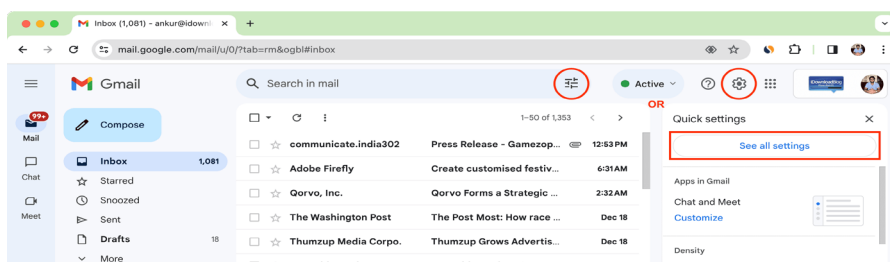 Inbox (1,081) - ankur@idownl
mail.google.com/mail/u/0/?tab=rm&ogbl#inbox
Gmail
Search in mail
Active
OR
99+
Mail
Chat
Meet
Compose
Inbox 1,081
Starred
Snoozed
Sent
Drafts 18
More
1–50 of 1,353
communicate.india302 Press Release - Gamezop... 12:53 PM
Adobe Firefly Create customised festiv... 6:31 AM
Qorvo, Inc. Qorvo Forms a Strategic ... 2:32 AM
The Washington Post The Post Most: How race ... Dec 18
Thumzup Media Corpo. Thumzup Grows Advertis... Dec 18
Quick settings
See all settings
Apps in Gmail
Chat and Meet
Customize
Density